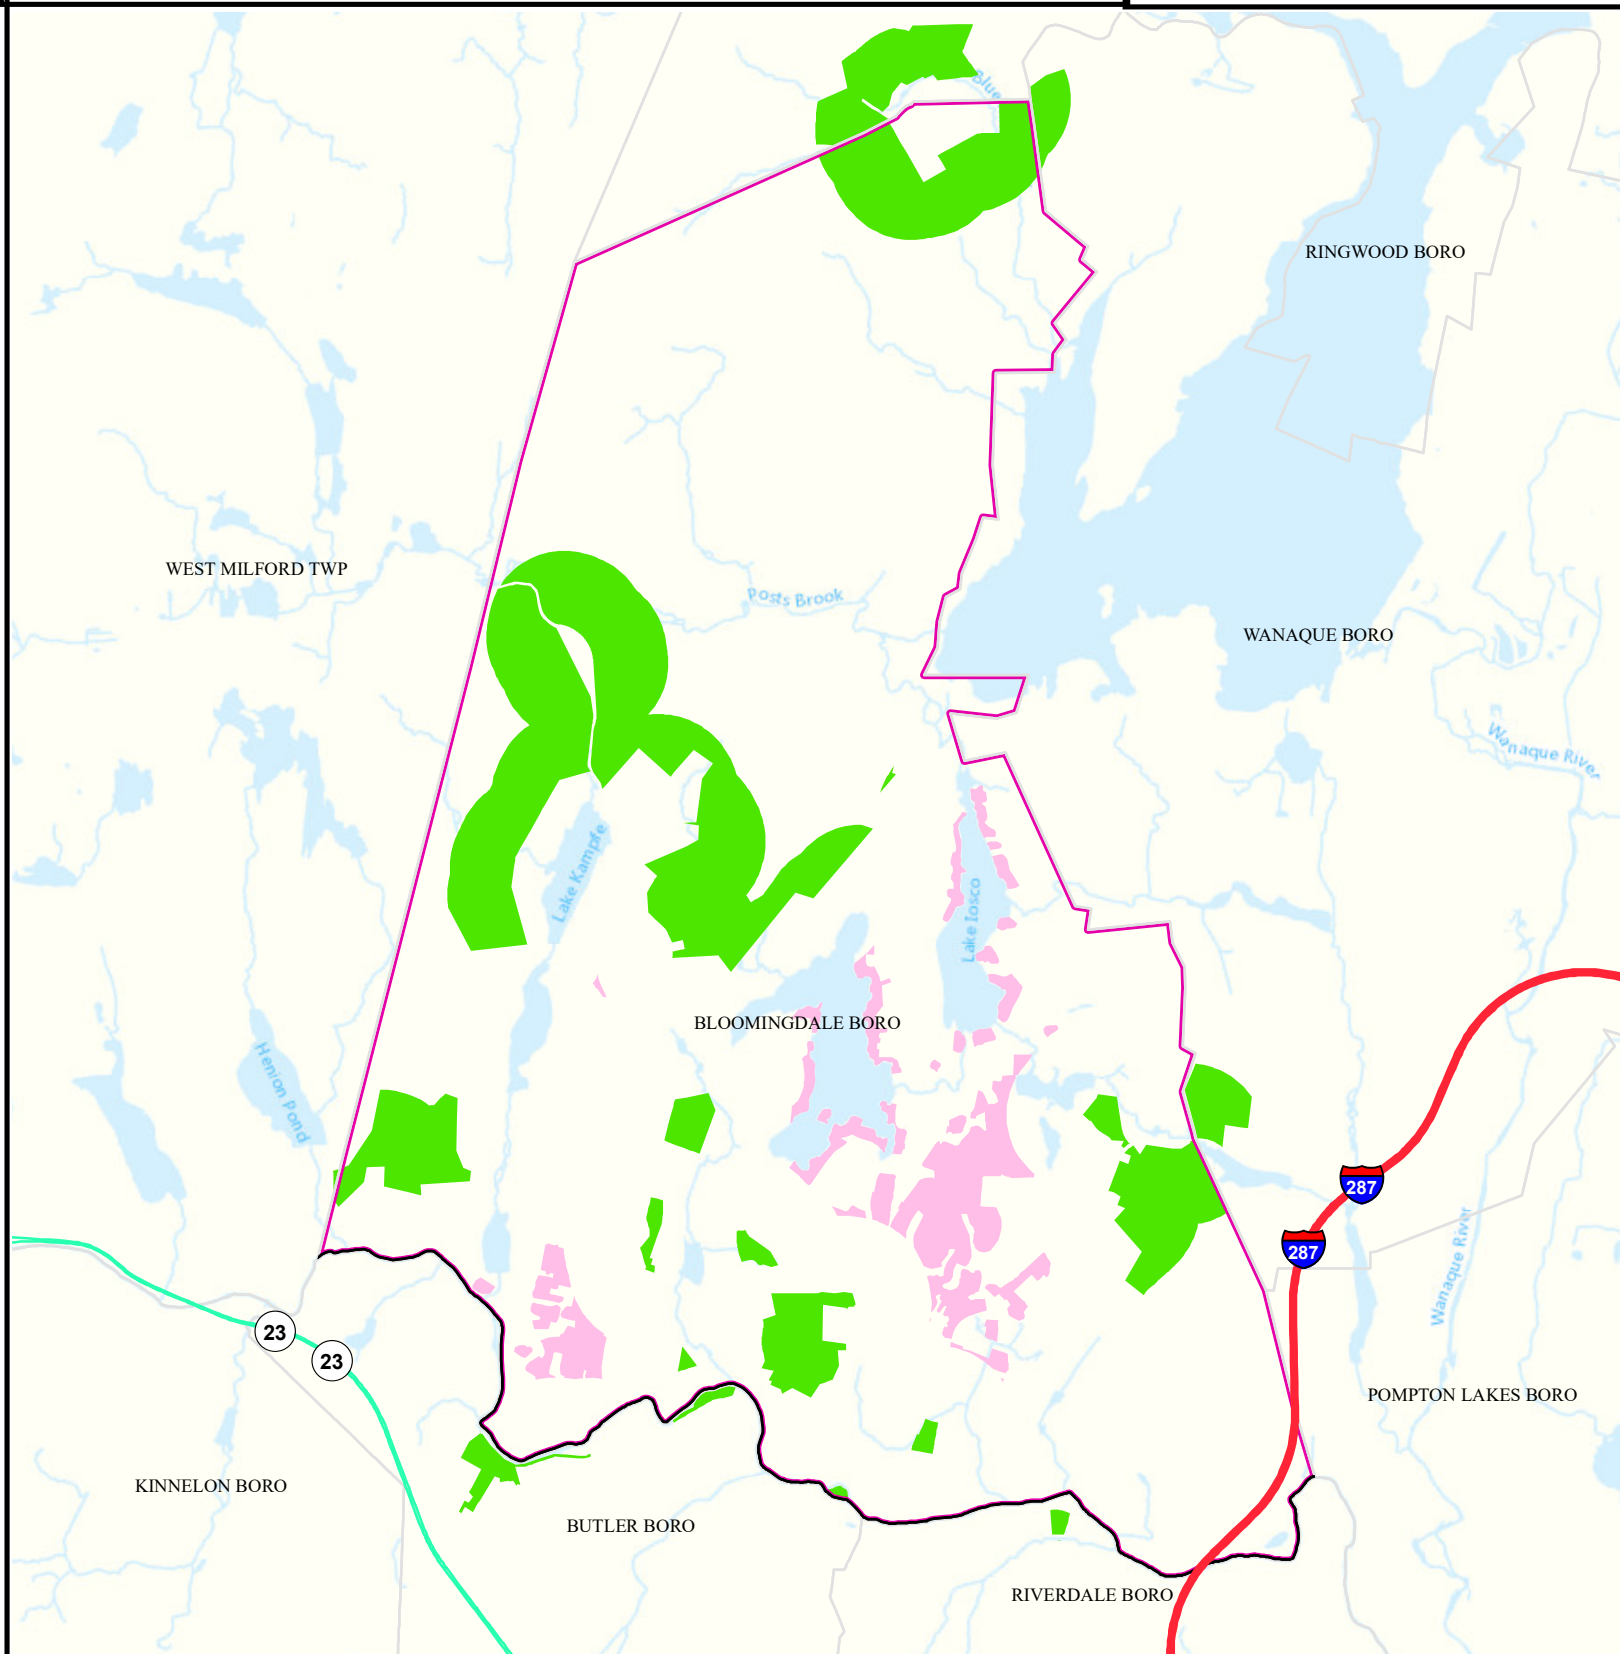 Blue
RINGWOOD BORO
WEST MILFORD TWP
Posts Brook
WANAQUE BORO
Wanaque River
Lake Kampfe
Lake Iosco
BLOOMINGDALE BORO
Henion Pond
287
287
Wanaque River
23
23
POMPTON LAKES BORO
KINNELON BORO
BUTLER BORO
RIVERDALE BORO